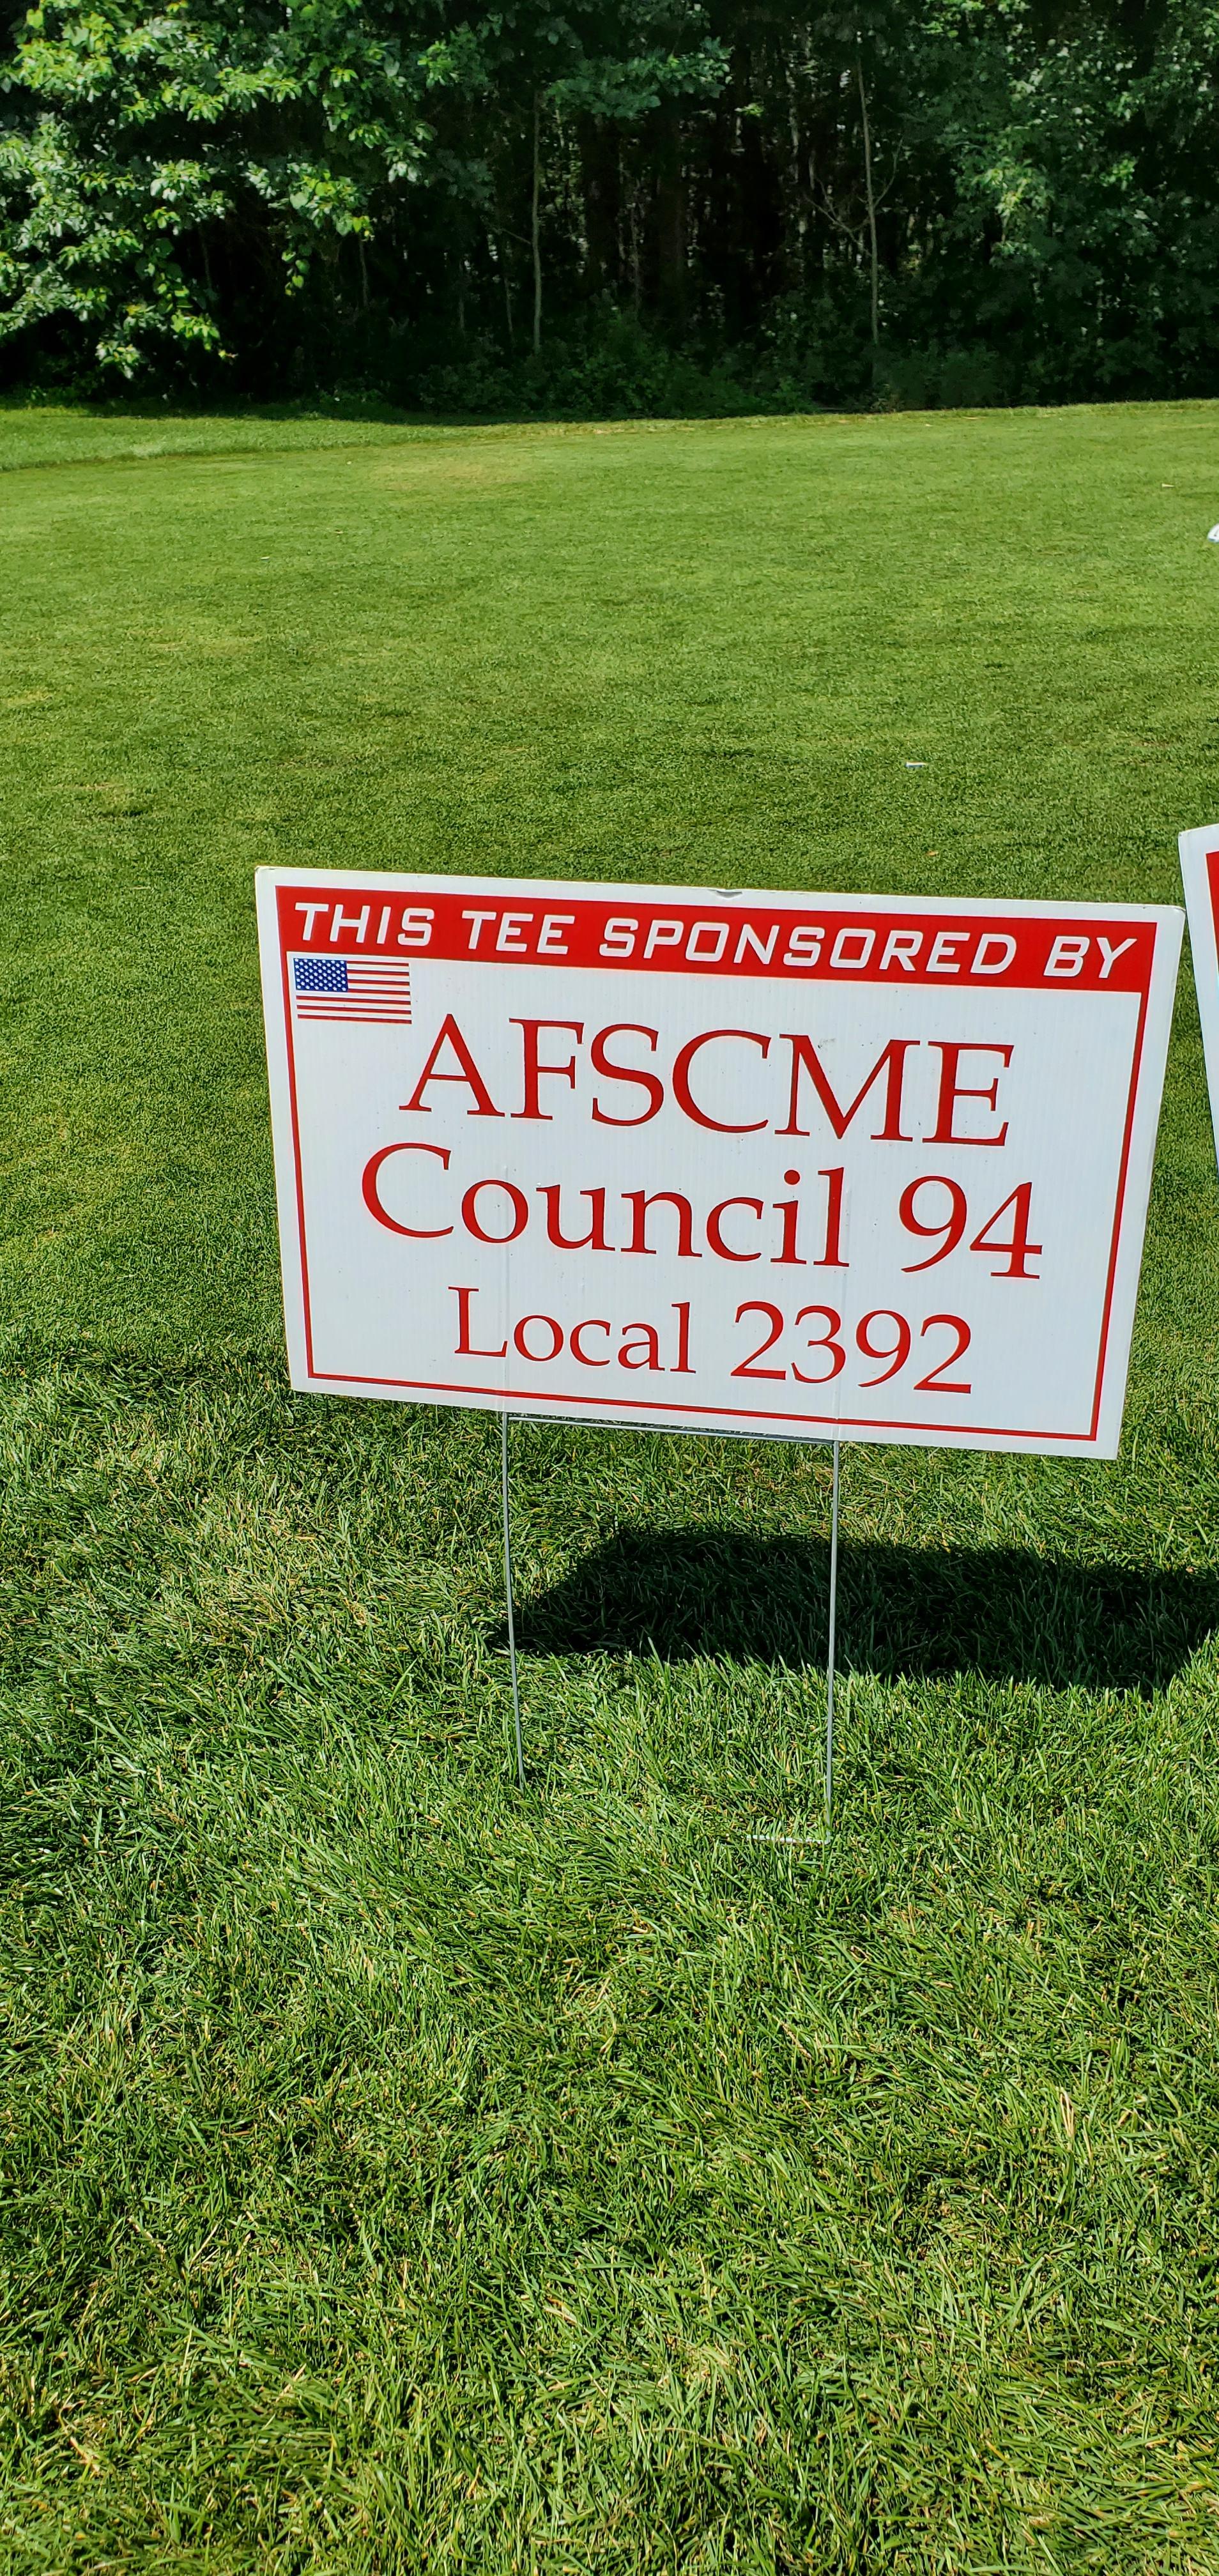 THIS TEE SPONSORED BY
AFSCME
Council 94
Local 2392